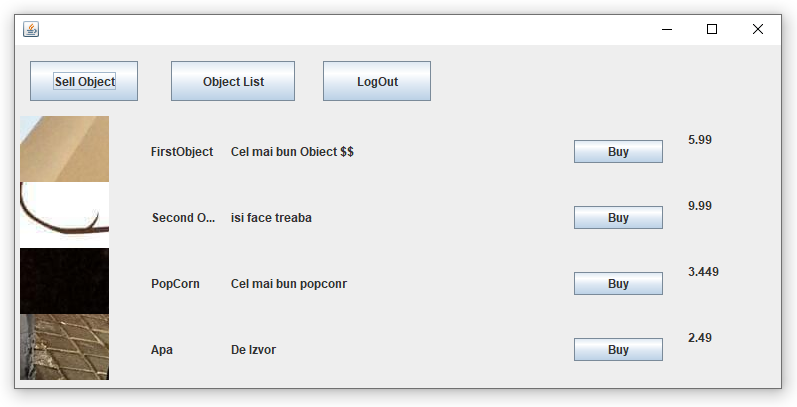 Sell Object Object List LogOut
FirstObject Cel mai bun Obiect $$ Buy 5.99
Second O... isi face treaba Buy 9.99
PopCorn Cel mai bun popconr Buy 3.449
Apa De Izvor Buy 2.49